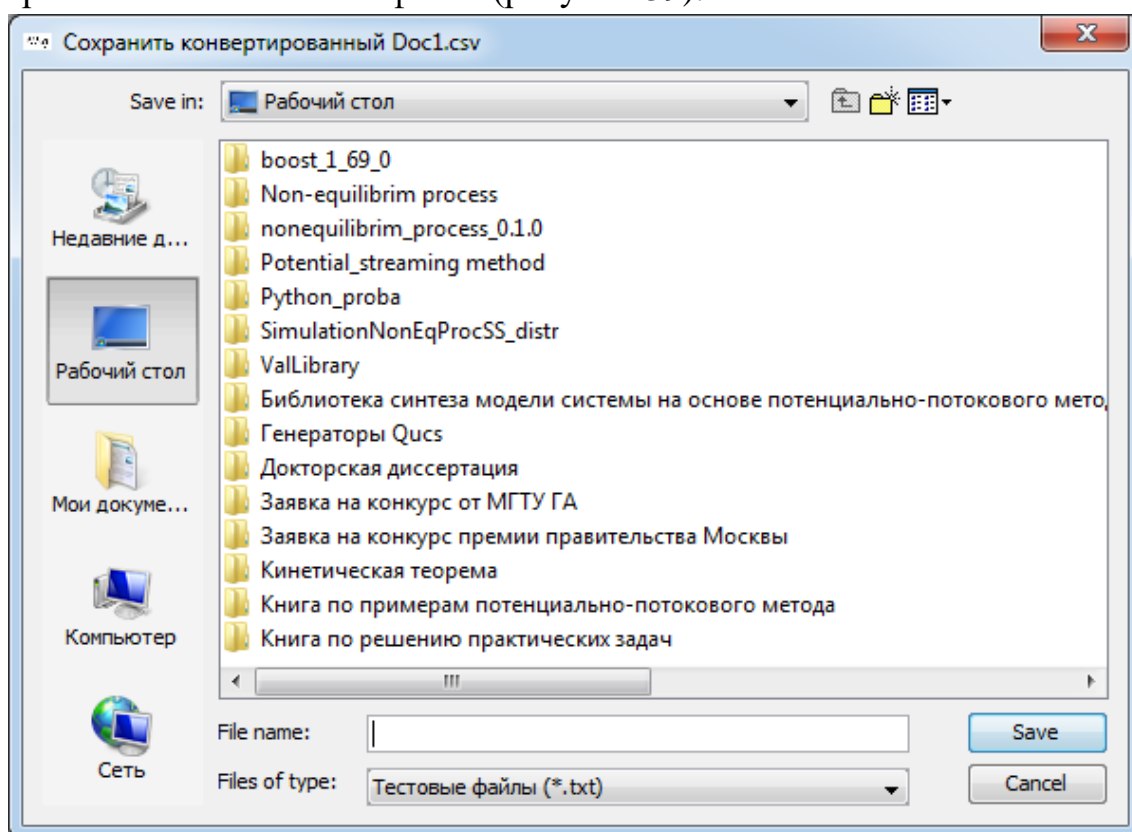 Сохранить конвертированный Doc1.csv
Save in:
Рабочий стол
Недавние д...
Рабочий стол
Мои докуме...
Компьютер
Сеть
boost_1_69_0
Non-equilibrim process
nonequilibrim_process_0.1.0
Potential_streaming method
Python_proba
SimulationNonEqProcSS_distr
ValLibrary
Библиотека синтеза модели системы на основе потенциально-потокового мето
Генераторы Qucs
Докторская диссертация
Заявка на конкурс от МГТУ ГА
Заявка на конкурс премии правительства Москвы
Кинетическая теорема
Книга по примерам потенциально-потокового метода
Книга по решению практических задач
File name:
Save
Files of type:
Тестовые файлы (*.txt)
Cancel